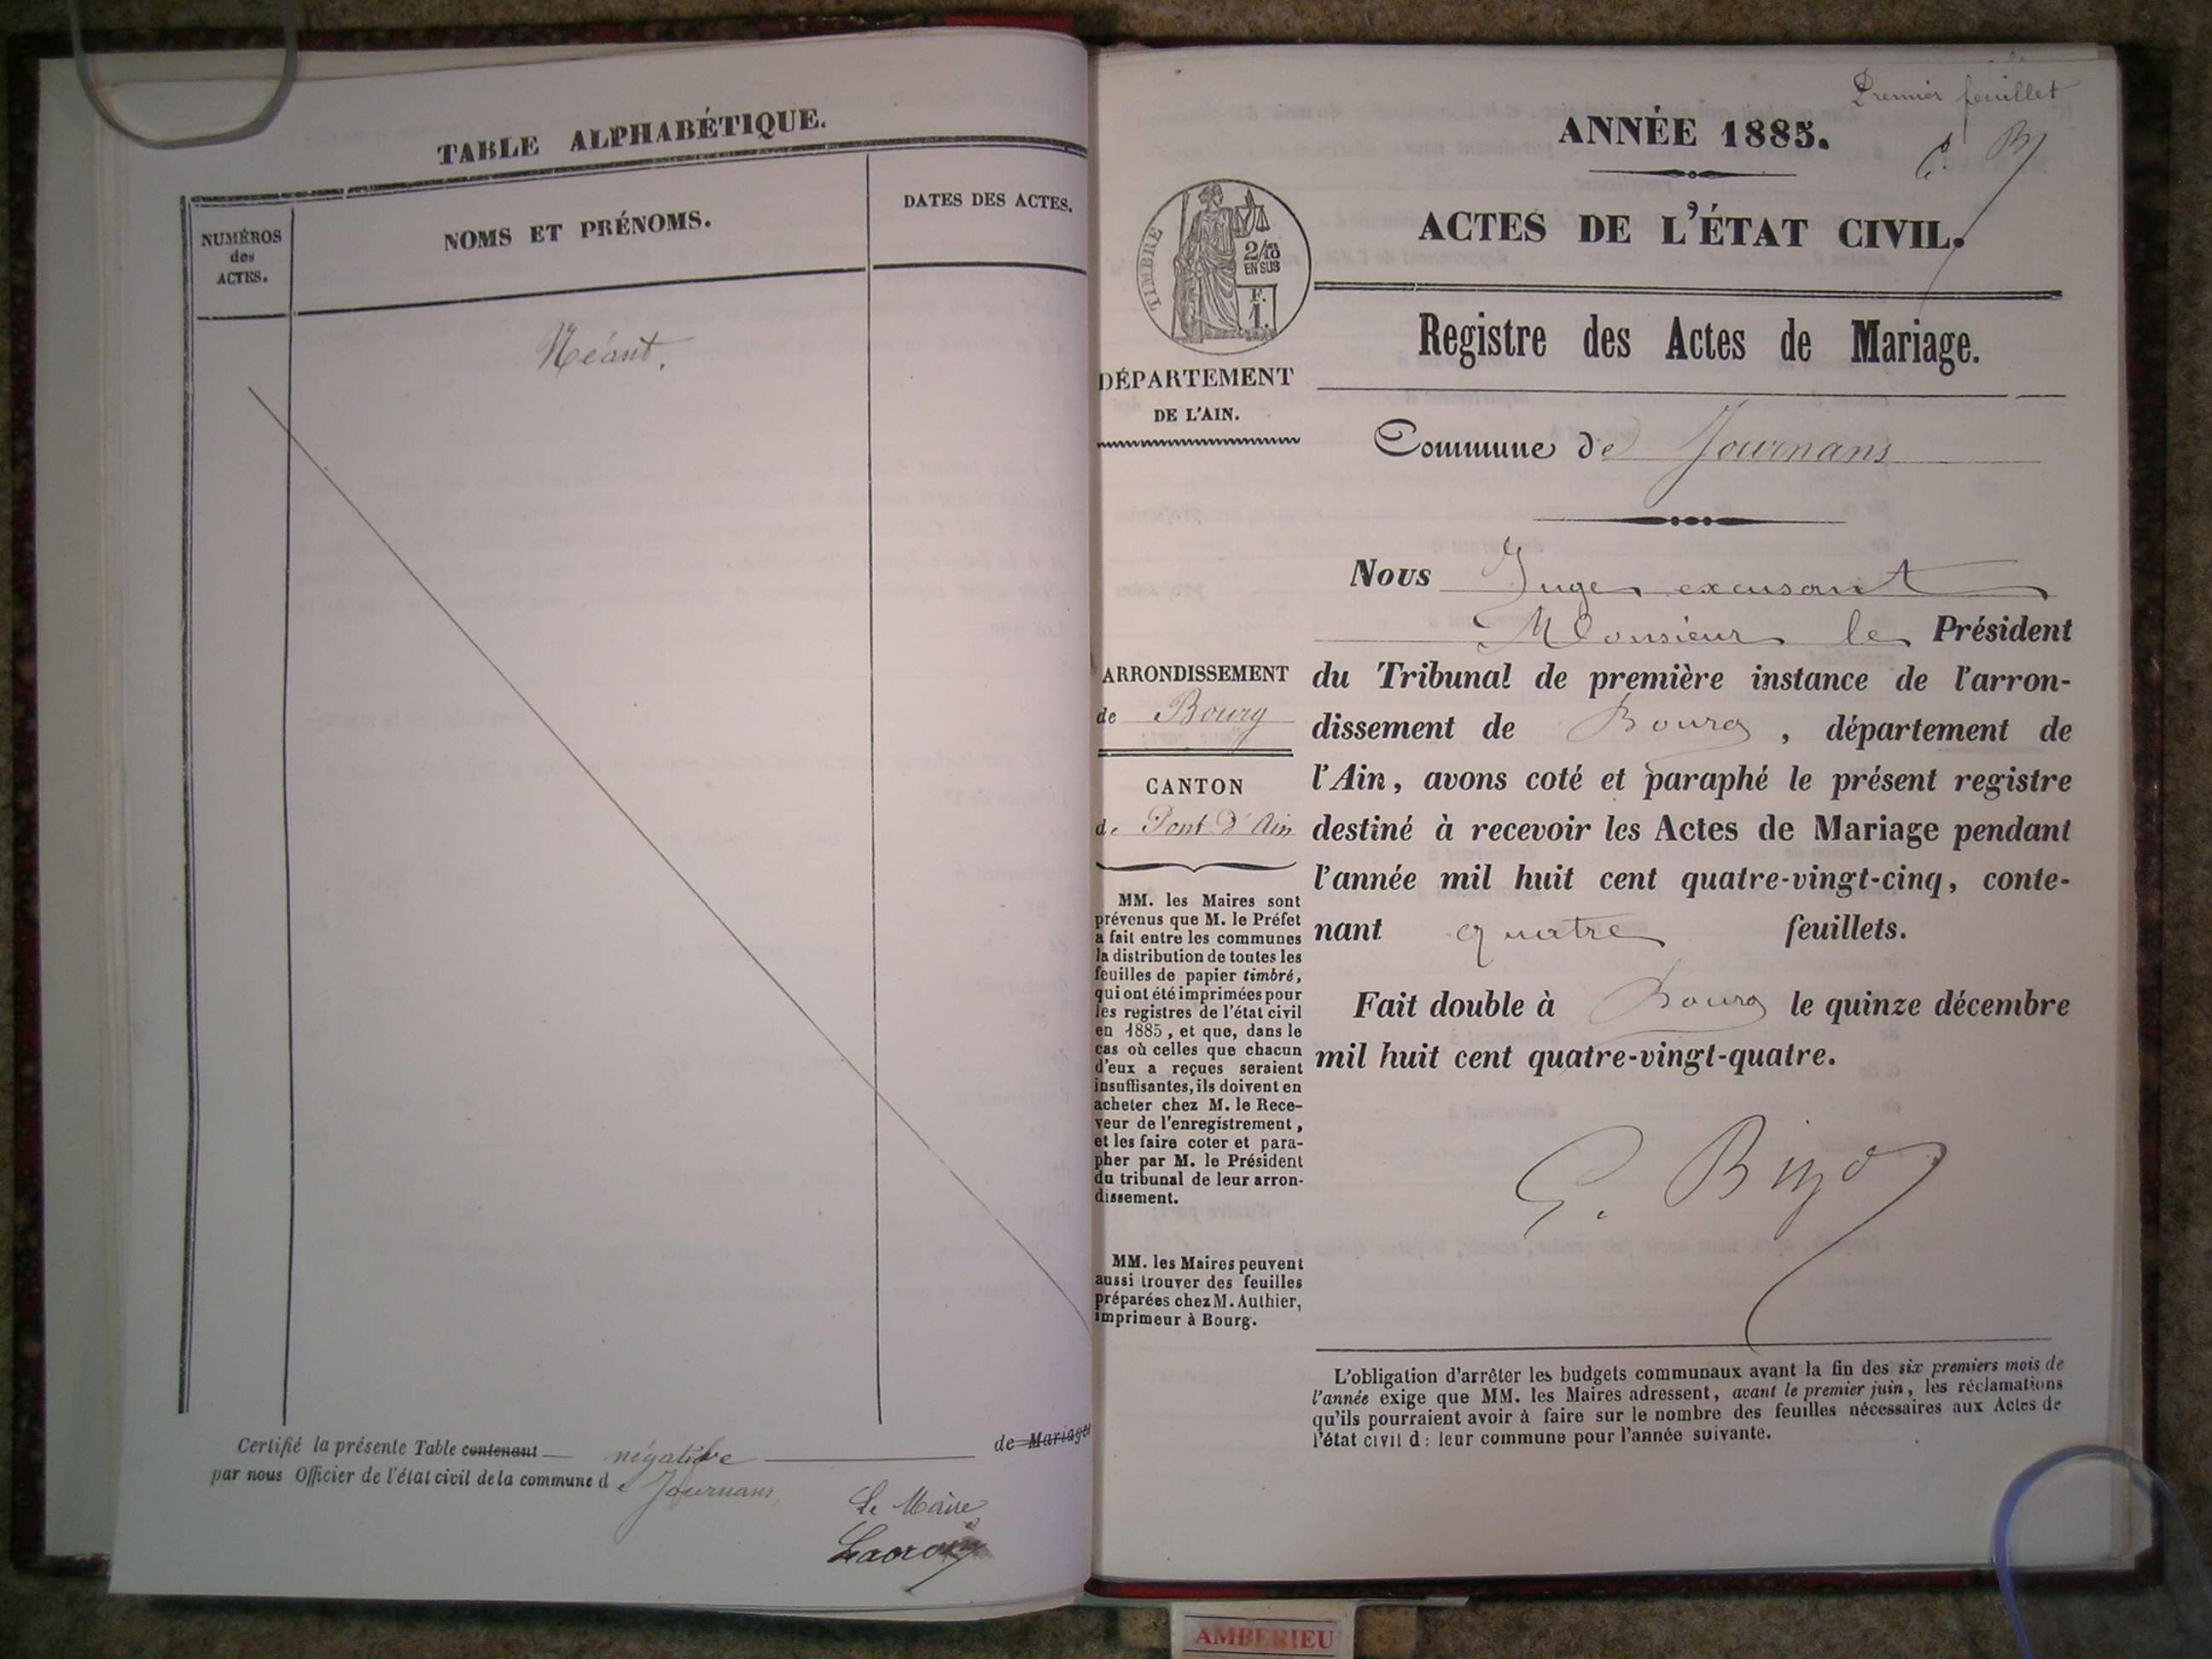 TABLE ALPHABÉTIQUE.
NUMÉROS
des
ACTES.
NOMS ET PRÉNOMS.
DATES DES ACTES.
Néant.
Certifié la présente Table contenant négative de Mariage
par nous Officier de l'état civil de la commune de Journans
Le Maire
Lacroix
Premier feuillet
ANNÉE 1885.
G. B
ACTES DE L'ÉTAT CIVIL.
TIMBRE
2/10
EN SUS
F.
1.
Registre des Actes de Mariage.
DÉPARTEMENT
DE L'AIN.
Commune de Journans
Nous Juge excusant
Monsieur le Président
ARRONDISSEMENT
de Bourg
CANTON
de Pont d'Ain
du Tribunal de première instance de l'arron-
dissement de Bourg, département de
l'Ain, avons coté et paraphé le présent registre
destiné à recevoir les Actes de Mariage pendant
l'année mil huit cent quatre-vingt-cinq, conte-
nant quatre feuillets.
Fait double à Bourg le quinze décembre
mil huit cent quatre-vingt-quatre.
MM. les Maires sont
prévenus que M. le Préfet
a fait entre les communes
la distribution de toutes les
feuilles de papier timbré,
qui ont été imprimées pour
les registres de l'état civil
en 1885, et que, dans le
cas où celles que chacun
d'eux a reçues seraient
insuffisantes, ils doivent en
acheter chez M. le Rece-
veur de l'enregistrement,
et les faire coter et para-
pher par M. le Président
du tribunal de leur arron-
dissement.
MM. les Maires peuvent
aussi trouver des feuilles
préparées chez M. Authier,
imprimeur à Bourg.
L'obligation d'arrêter les budgets communaux avant la fin des six premiers mois de
l'année exige que MM. les Maires adressent, avant le premier juin, les réclamations
qu'ils pourraient avoir à faire sur le nombre des feuilles nécessaires aux Actes de
l'état civil d: leur commune pour l'année suivante.
AMBERIEU